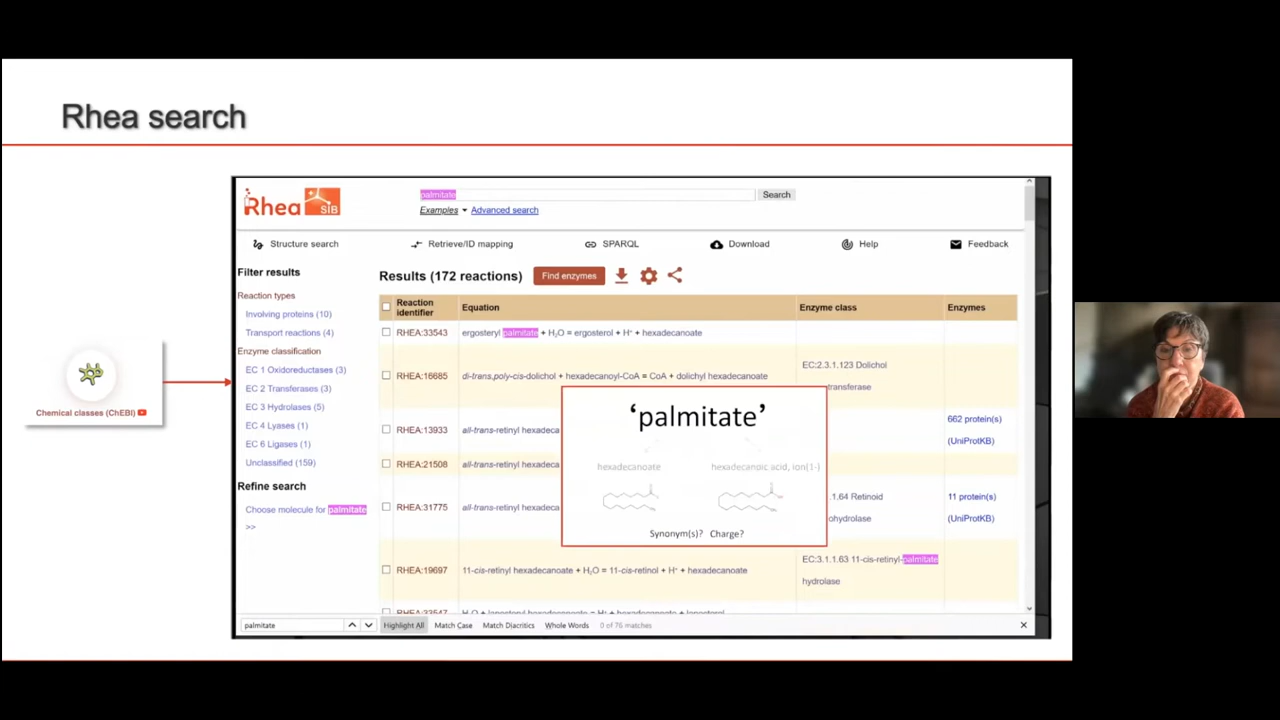 Rhea search
Chemical classes (ChEBI)
Rhea SIB
palmitate
Search
Examples Advanced search
Structure search Retrieve/ID mapping SPARQL Download Help Feedback
Filter results
Reaction types
Involving proteins (10)
Transport reactions (4)
Enzyme classification
EC 1 Oxidoreductases (3)
EC 2 Transferases (3)
EC 3 Hydrolases (5)
EC 4 Lyases (1)
EC 6 Ligases (1)
Unclassified (159)
Refine search
Choose molecule for palmitate
>>
Results (172 reactions) Find enzymes
Reaction identifier Equation Enzyme class Enzymes
RHEA:33543 ergosteryl palmitate + H₂O = ergosterol + H⁺ + hexadecanoate
RHEA:16685 di-trans,poly-cis-dolichol + hexadecanoyl-CoA = CoA + dolichyl hexadecanoate EC:2.3.1.123 Dolichol
transferase
RHEA:13933 all-trans-retinyl hexadeca 662 protein(s)
(UniProtKB)
RHEA:21508 all-trans-retinyl hexadeca
RHEA:31775 all-trans-retinyl hexadeca .1.64 Retinoid 11 protein(s)
ohydrolase (UniProtKB)
RHEA:19697 11-cis-retinyl hexadecanoate + H₂O = 11-cis-retinol + H⁺ + hexadecanoate EC:3.1.1.63 11-cis-retinyl-palmitate
hydrolase
‘palmitate’
hexadecanoate hexadecanoic acid, ion(1-)
Synonym(s)? Charge?
palmitate Highlight All Match Case Match Diacritics Whole Words 0 of 76 matches